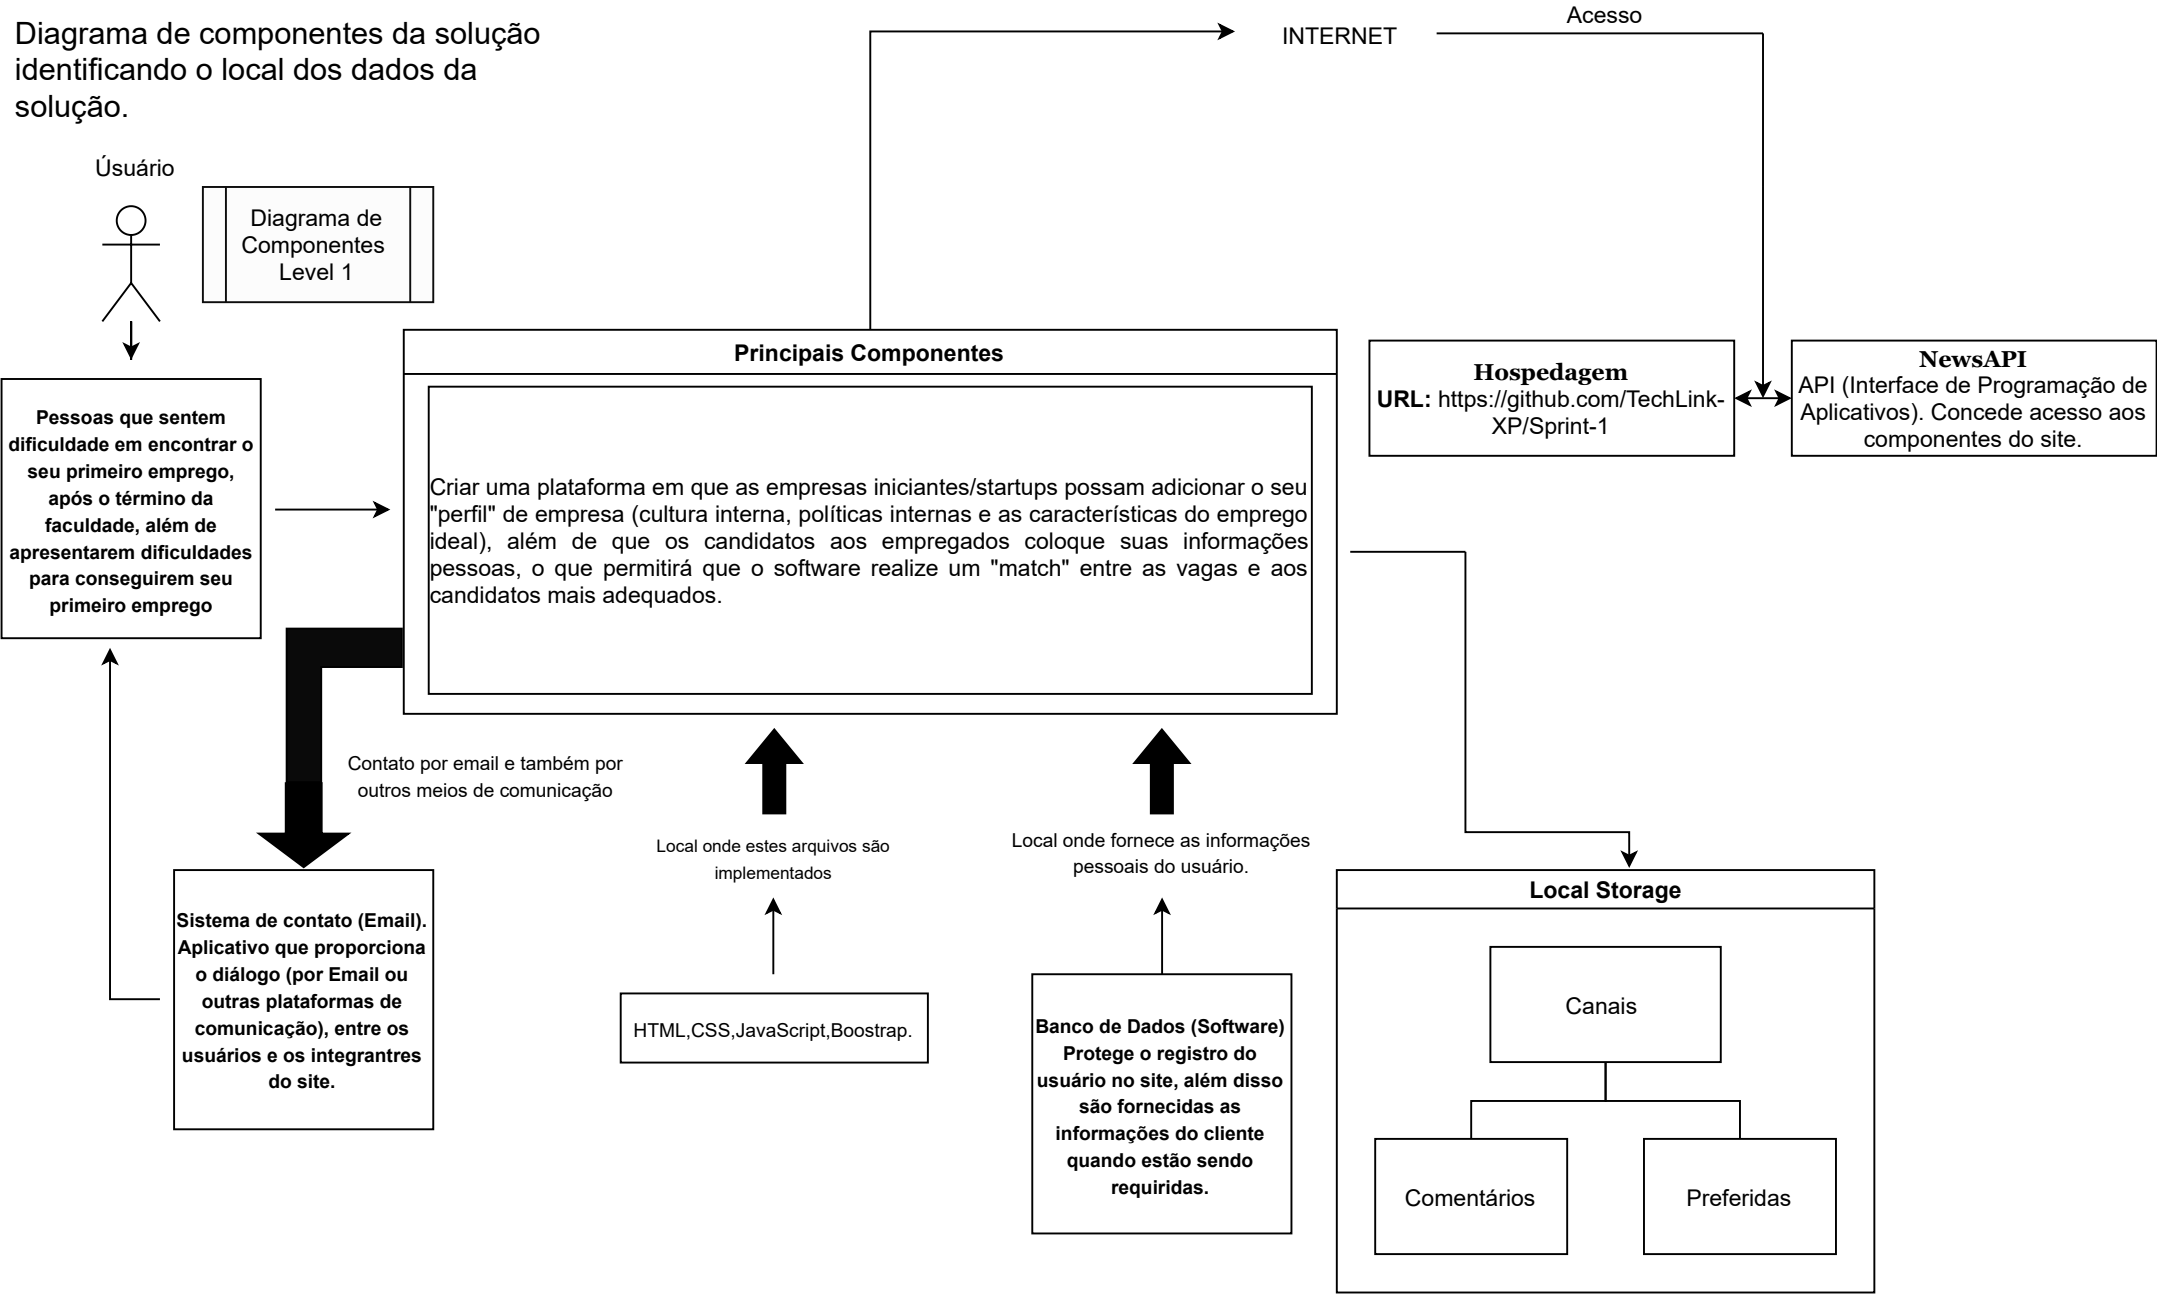 Diagrama de componentes da solução
identificando o local dos dados da
solução.
Acesso
INTERNET
Úsuário
Diagrama de
Componentes
Level 1
Principais Componentes
Hospedagem
URL: https://github.com/TechLink-
XP/Sprint-1
NewsAPI
API (Interface de Programação de
Aplicativos). Concede acesso aos
componentes do site.
Pessoas que sentem
dificuldade em encontrar o
seu primeiro emprego,
após o término da
faculdade, além de
apresentarem dificuldades
para conseguirem seu
primeiro emprego
Criar uma plataforma em que as empresas iniciantes/startups possam adicionar o seu
"perfil" de empresa (cultura interna, políticas internas e as características do emprego
ideal), além de que os candidatos aos empregados coloque suas informações
pessoas, o que permitirá que o software realize um "match" entre as vagas e aos
candidatos mais adequados.
Contato por email e também por
outros meios de comunicação
Local onde estes arquivos são
implementados
Local onde fornece as informações
pessoais do usuário.
Sistema de contato (Email).
Aplicativo que proporciona
o diálogo (por Email ou
outras plataformas de
comunicação), entre os
usuários e os integrantres
do site.
HTML,CSS,JavaScript,Boostrap.
Banco de Dados (Software)
Protege o registro do
usuário no site, além disso
são fornecidas as
informações do cliente
quando estão sendo
requiridas.
Local Storage
Canais
Comentários
Preferidas